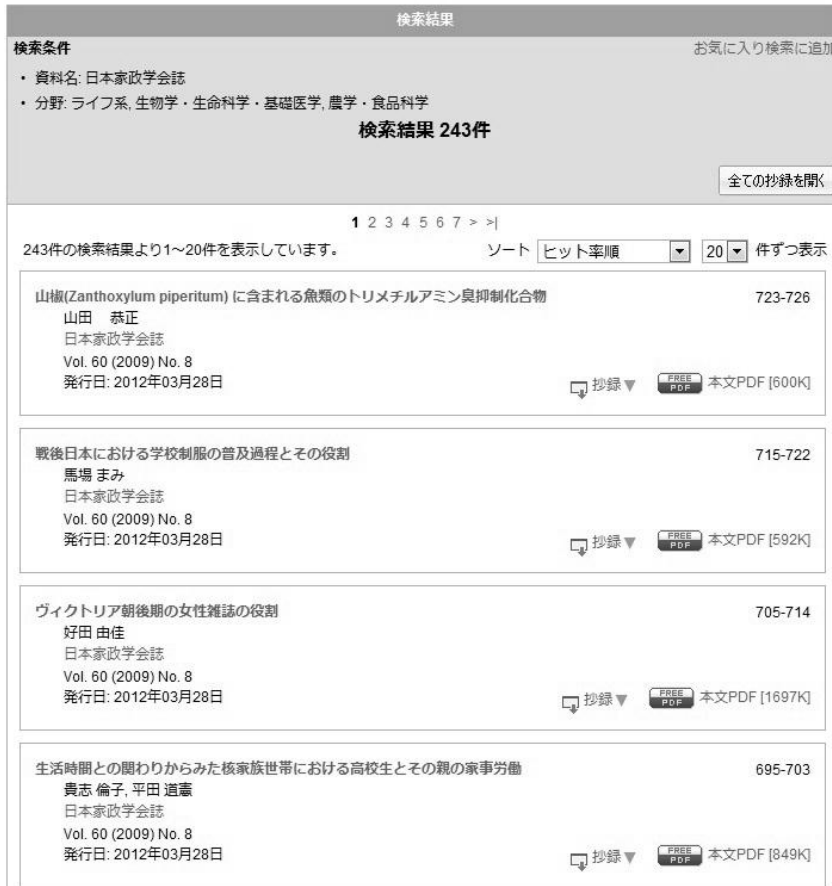 検索結果
検索条件 お気に入り検索に追加
・ 資料名: 日本家政学会誌
・ 分野: ライフ系, 生物学・生命科学・基礎医学, 農学・食品科学
検索結果 243件
全ての抄録を開く
1 2 3 4 5 6 7 > >|
243件の検索結果より1~20件を表示しています。 ソート ヒット率順 20 件ずつ表示
山椒(Zanthoxylum piperitum) に含まれる魚類のトリメチルアミン臭抑制化合物 723-726
山田 恭正
日本家政学会誌
Vol. 60 (2009) No. 8
発行日: 2012年03月28日 抄録▼ FREE PDF 本文PDF [600K]
戦後日本における学校制服の普及過程とその役割 715-722
馬場 まみ
日本家政学会誌
Vol. 60 (2009) No. 8
発行日: 2012年03月28日 抄録▼ FREE PDF 本文PDF [592K]
ヴィクトリア朝後期の女性雑誌の役割 705-714
好田 由佳
日本家政学会誌
Vol. 60 (2009) No. 8
発行日: 2012年03月28日 抄録▼ FREE PDF 本文PDF [1697K]
生活時間との関わりからみた核家族世帯における高校生とその親の家事労働 695-703
貴志 倫子, 平田 道憲
日本家政学会誌
Vol. 60 (2009) No. 8
発行日: 2012年03月28日 抄録▼ FREE PDF 本文PDF [849K]